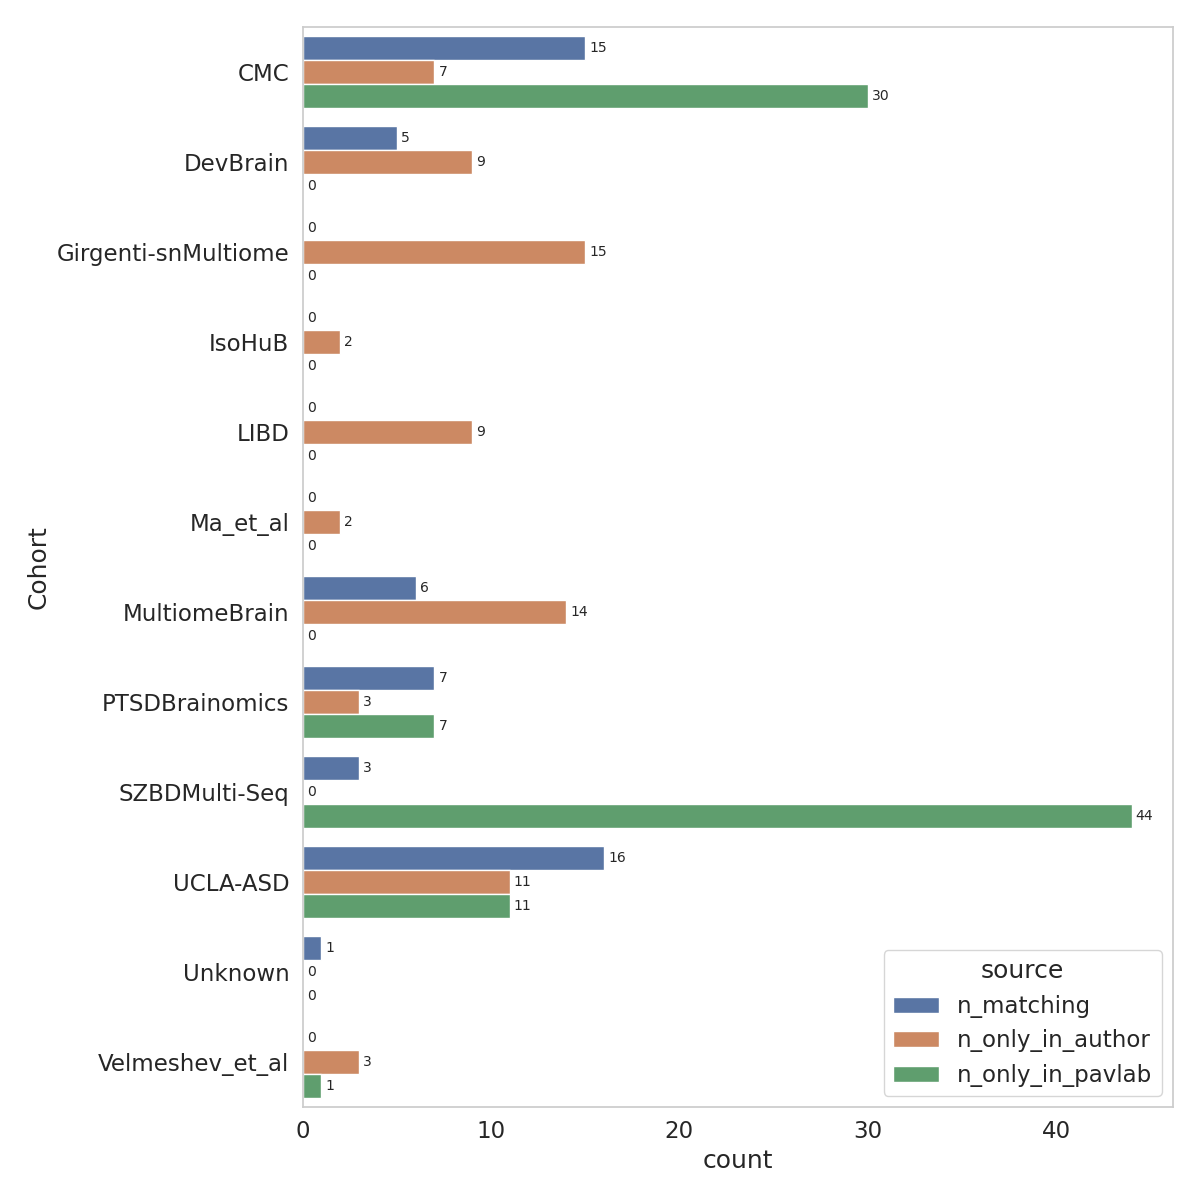 CMC
15
7
30
DevBrain
5
9
0
Girgenti-snMultiome
0
15
0
IsoHuB
0
2
0
LIBD
0
9
0
Ma_et_al
0
2
0
MultiomeBrain
6
14
0
PTSDBrainomics
7
3
7
SZBDMulti-Seq
3
0
44
UCLA-ASD
16
11
11
Unknown
1
0
0
Velmeshev_et_al
0
3
1
Cohort
0 10 20 30 40
count
source
n_matching
n_only_in_author
n_only_in_pavlab